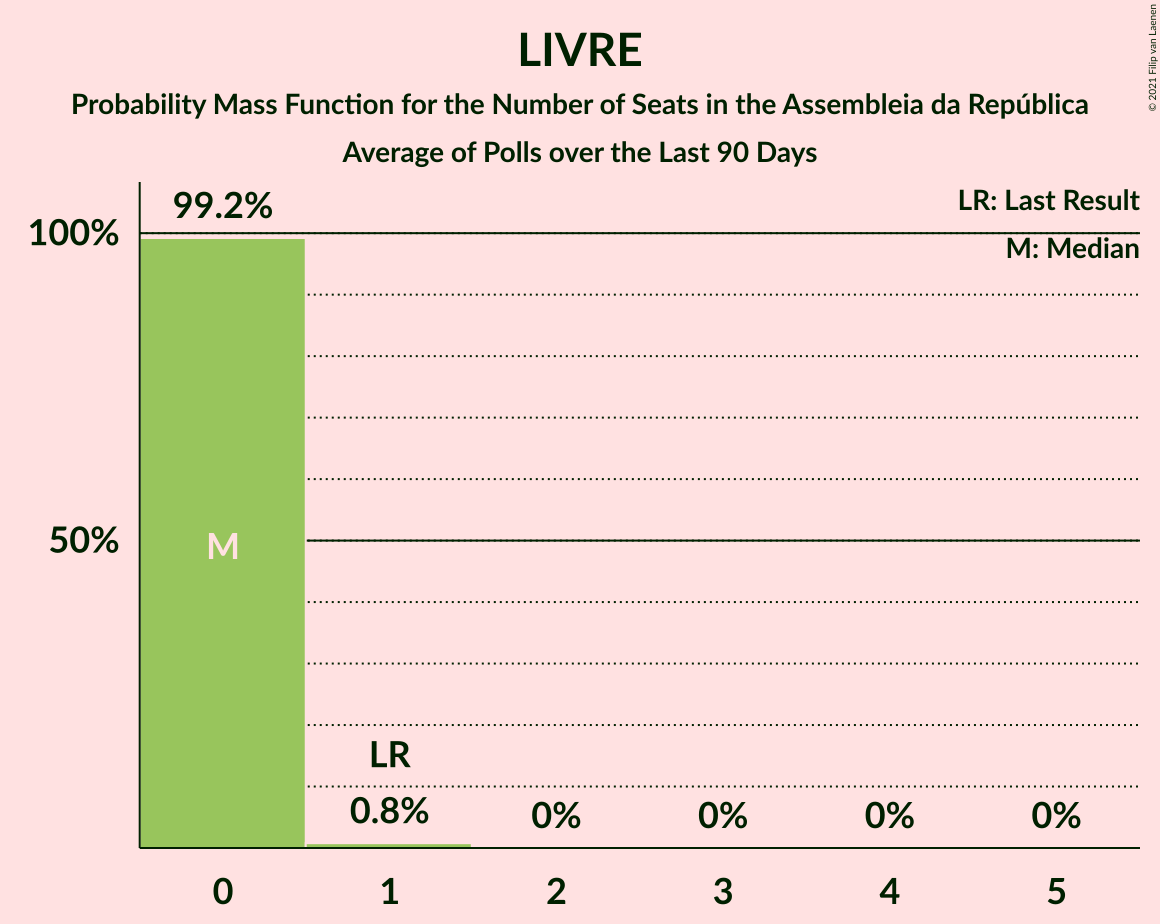 LIVRE
Probability Mass Function for the Number of Seats in the Assembleia da República
Average of Polls over the Last 90 Days
© 2021 Filip van Laenen
LR: Last Result
M: Median
99.2%
100%
50%
M
LR
0.8%
0%
0%
0%
0%
0 1 2 3 4 5